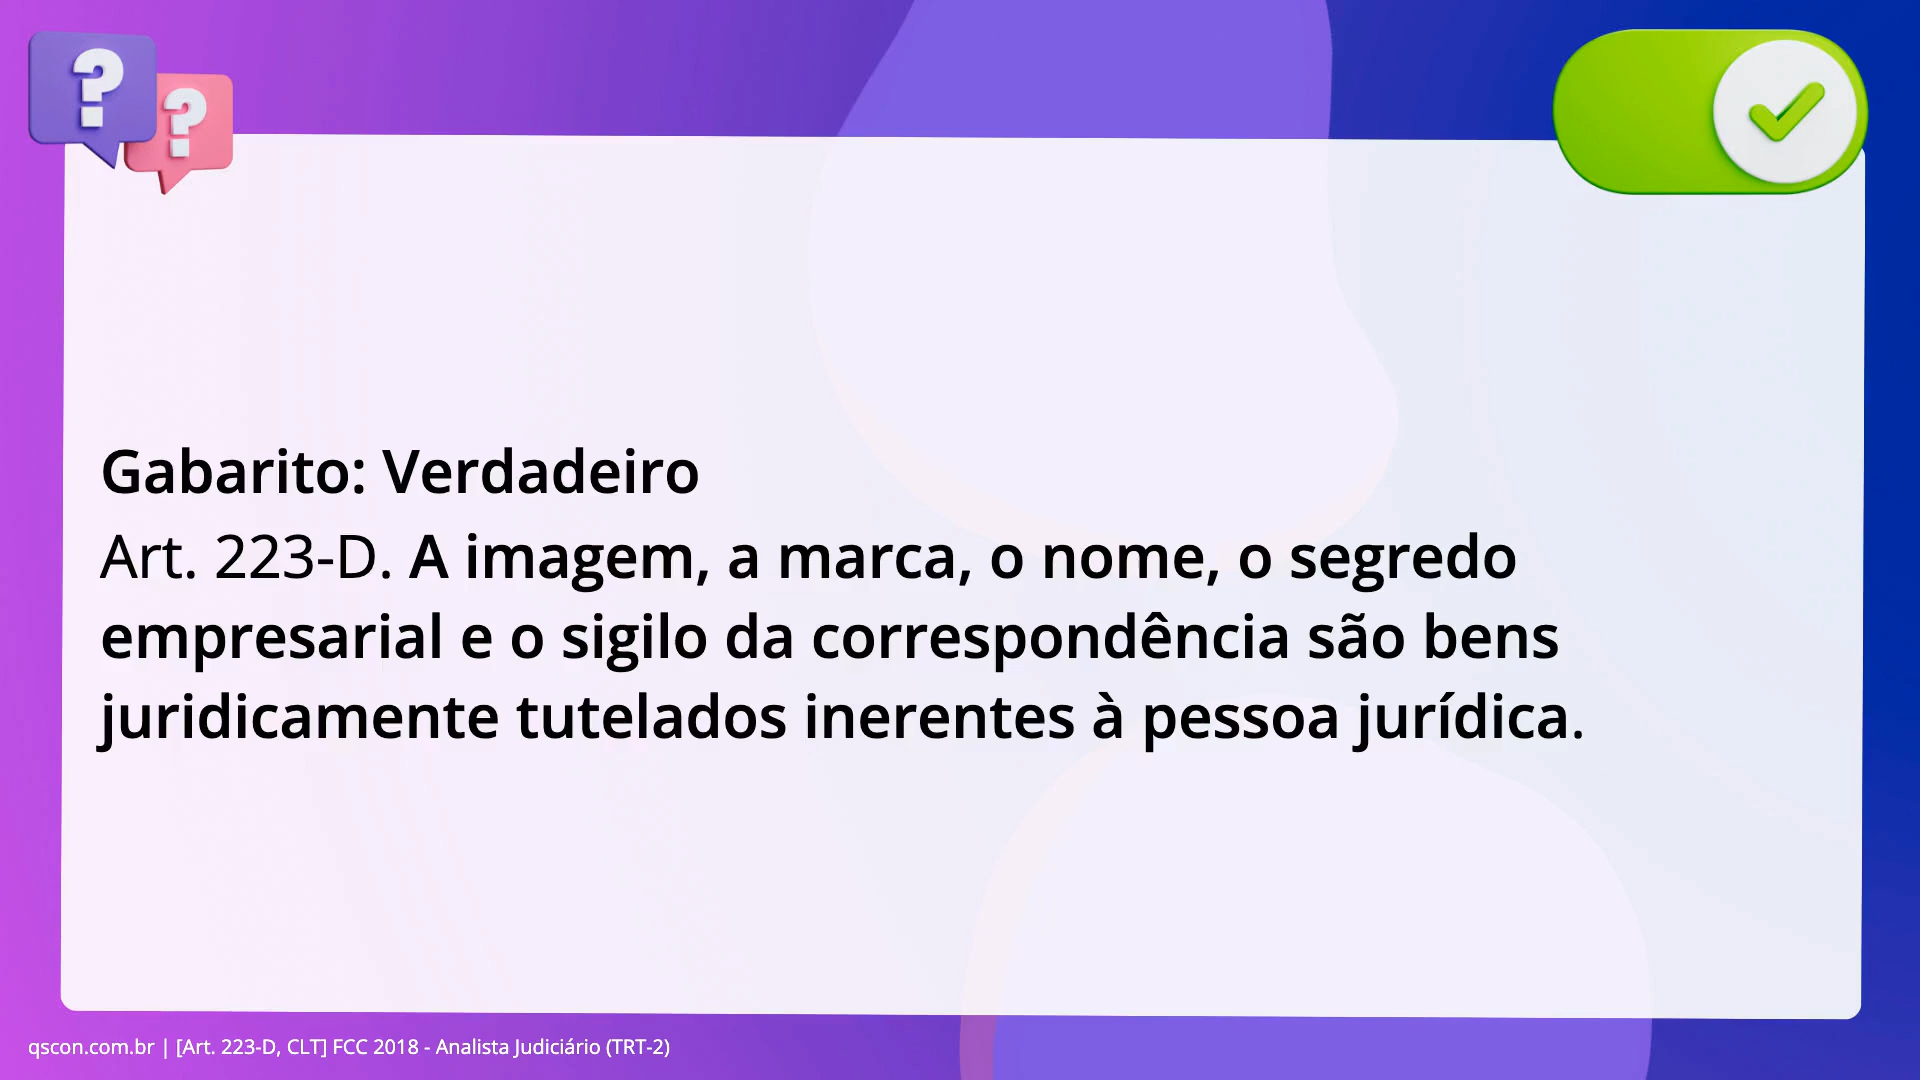 Gabarito: Verdadeiro
Art. 223-D. A imagem, a marca, o nome, o segredo
empresarial e o sigilo da correspondência são bens
juridicamente tutelados inerentes à pessoa jurídica.
qscon.com.br | [Art. 223-D, CLT] FCC 2018 - Analista Judiciário (TRT-2)